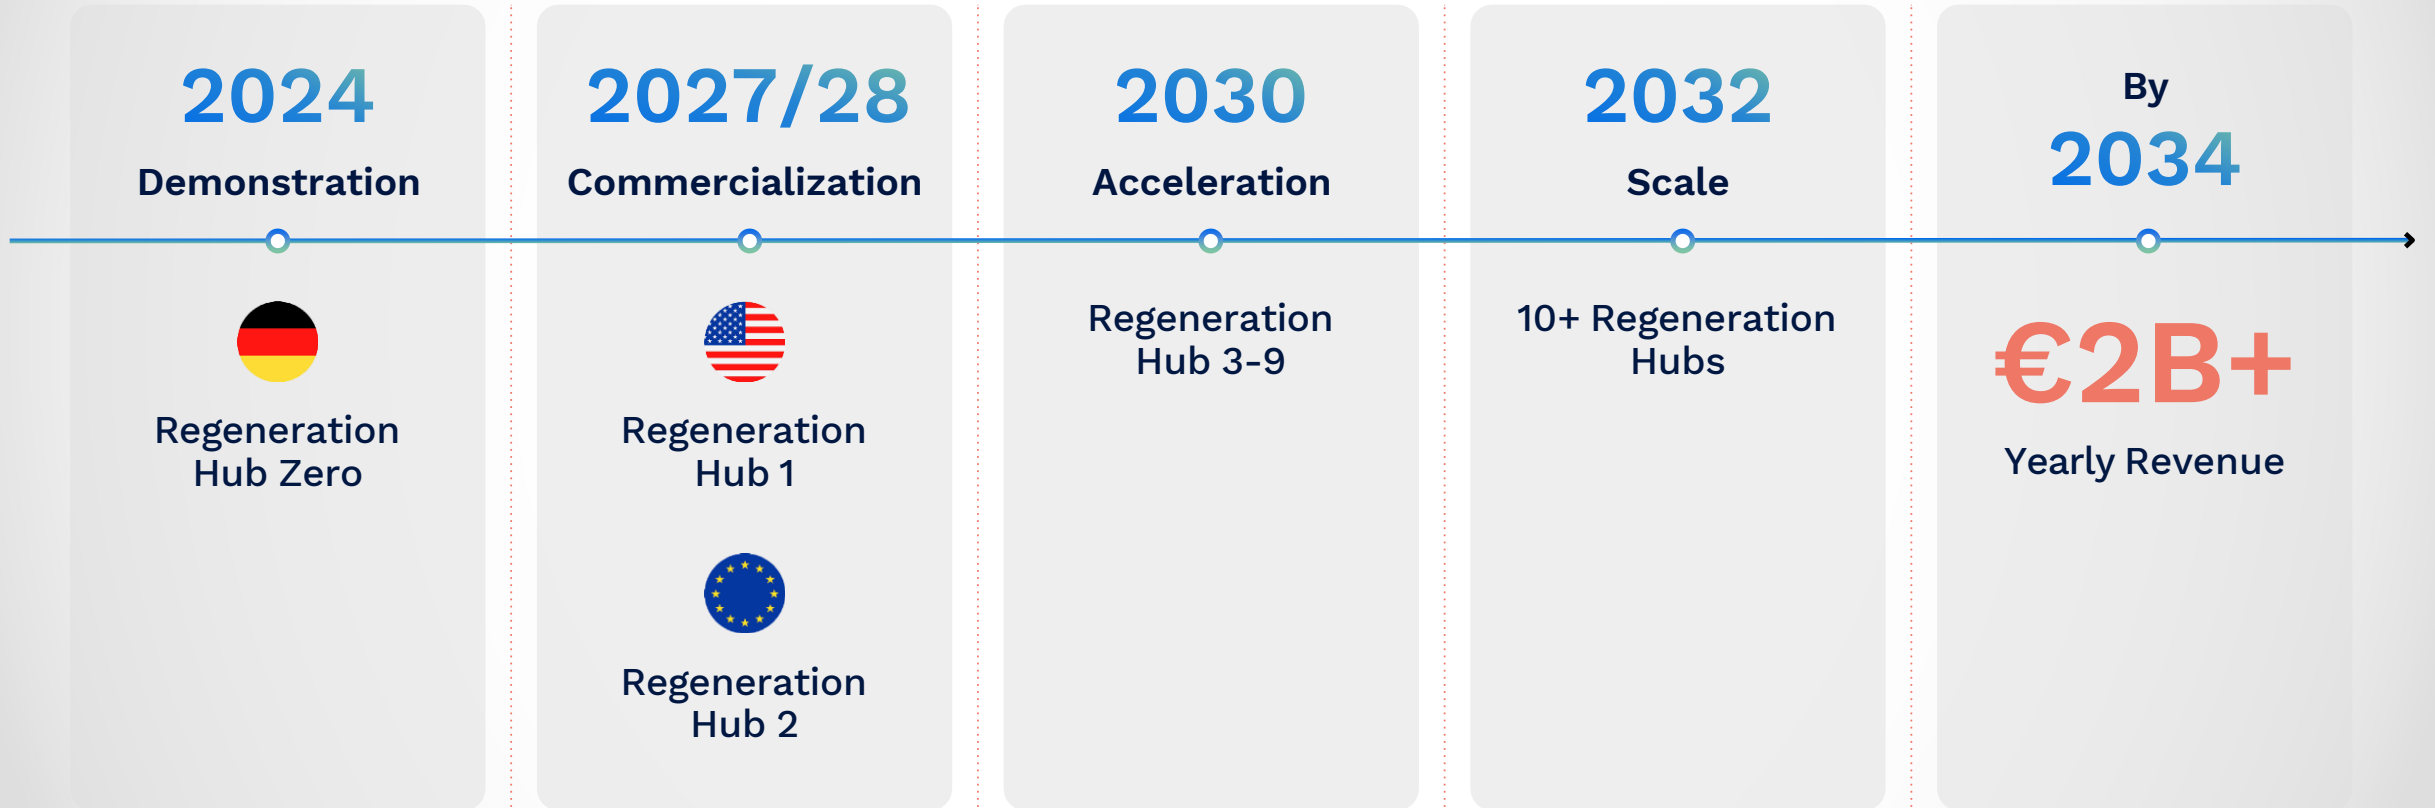 2024
Demonstration
Regeneration
Hub Zero
2027/28
Commercialization
Regeneration
Hub 1
Regeneration
Hub 2
2030
Acceleration
Regeneration
Hub 3-9
2032
Scale
10+ Regeneration
Hubs
By
2034
€2B+
Yearly Revenue